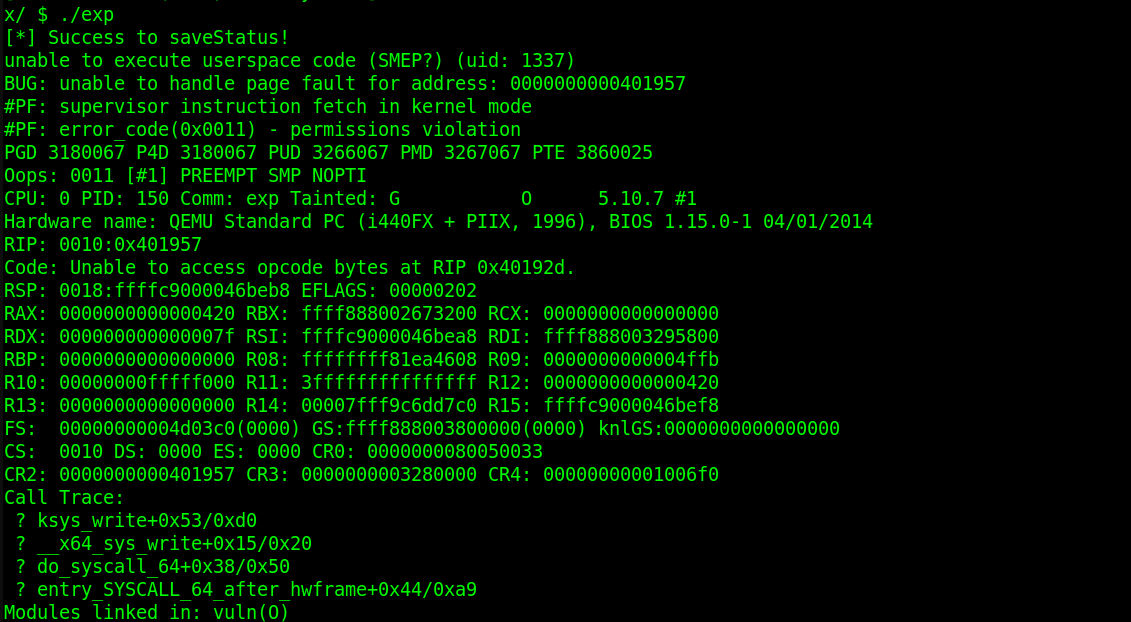 x/ $ ./exp
[*] Success to saveStatus!
unable to execute userspace code (SMEP?) (uid: 1337)
BUG: unable to handle page fault for address: 0000000000401957
#PF: supervisor instruction fetch in kernel mode
#PF: error_code(0x0011) - permissions violation
PGD 3180067 P4D 3180067 PUD 3266067 PMD 3267067 PTE 3860025
Oops: 0011 [#1] PREEMPT SMP NOPTI
CPU: 0 PID: 150 Comm: exp Tainted: G           O      5.10.7 #1
Hardware name: QEMU Standard PC (i440FX + PIIX, 1996), BIOS 1.15.0-1 04/01/2014
RIP: 0010:0x401957
Code: Unable to access opcode bytes at RIP 0x40192d.
RSP: 0018:ffffc9000046beb8 EFLAGS: 00000202
RAX: 0000000000000420 RBX: ffff888002673200 RCX: 0000000000000000
RDX: 000000000000007f RSI: ffffc9000046bea8 RDI: ffff888003295800
RBP: 0000000000000000 R08: ffffffff81ea4608 R09: 0000000000004ffb
R10: 00000000fffff000 R11: 3fffffffffffffff R12: 0000000000000420
R13: 0000000000000000 R14: 00007fff9c6dd7c0 R15: ffffc9000046bef8
FS:  00000000004d03c0(0000) GS:ffff888003800000(0000) knlGS:0000000000000000
CS:  0010 DS: 0000 ES: 0000 CR0: 0000000080050033
CR2: 0000000000401957 CR3: 0000000003280000 CR4: 00000000001006f0
Call Trace:
 ? ksys_write+0x53/0xd0
 ? __x64_sys_write+0x15/0x20
 ? do_syscall_64+0x38/0x50
 ? entry_SYSCALL_64_after_hwframe+0x44/0xa9
Modules linked in: vuln(O)